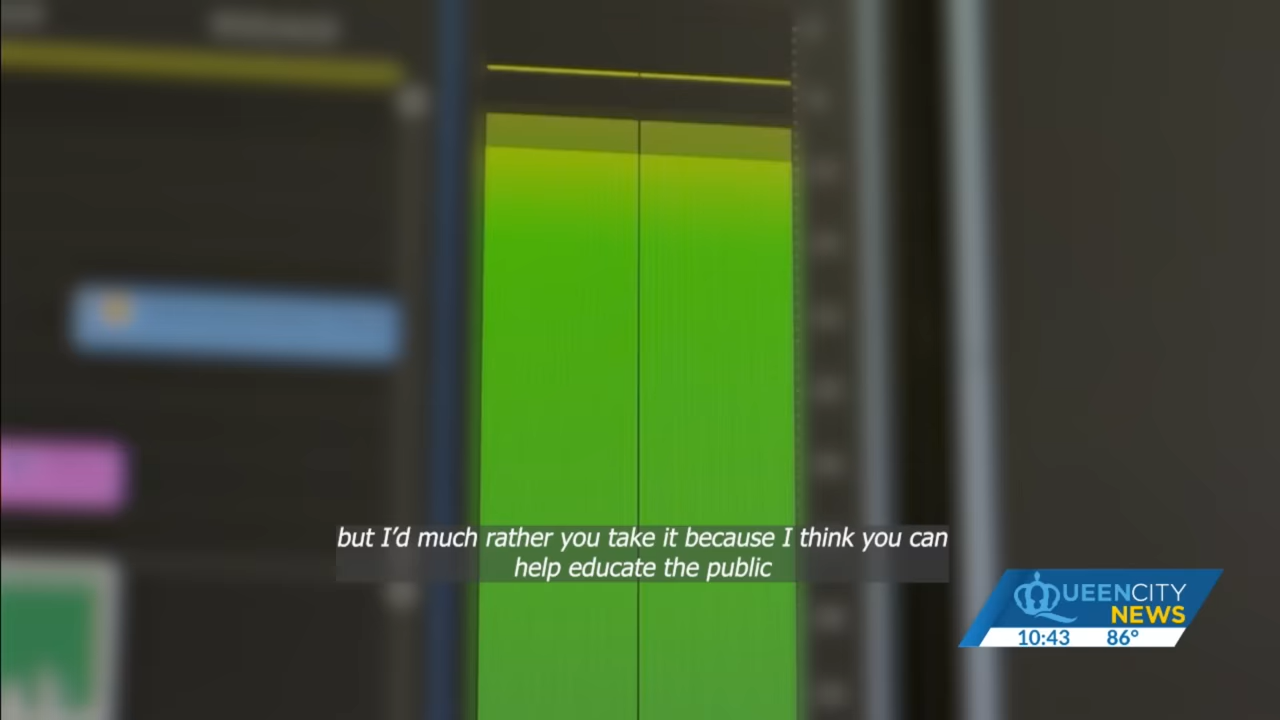 but I'd much rather you take it because I think you can
help educate the public
QUEENCITY
NEWS
10:43 86°